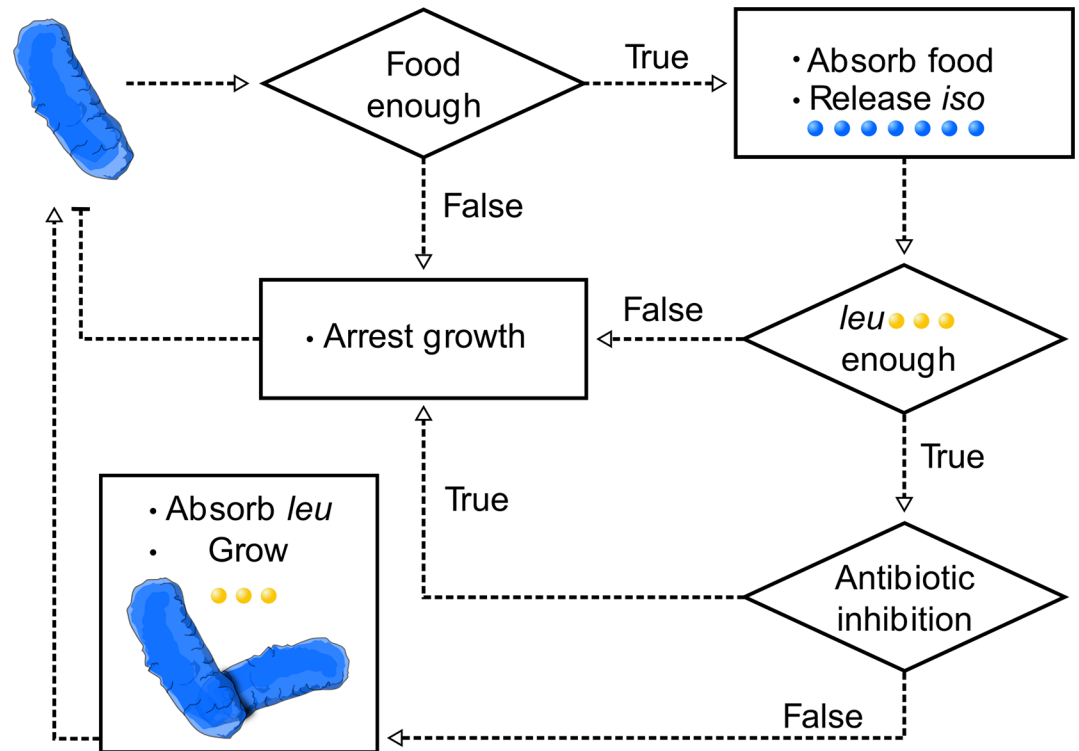 Food
enough
True
• Absorb food
• Release iso
False
• Arrest growth
False
leu
enough
True
• Absorb leu
• Grow
True
Antibiotic
inhibition
False